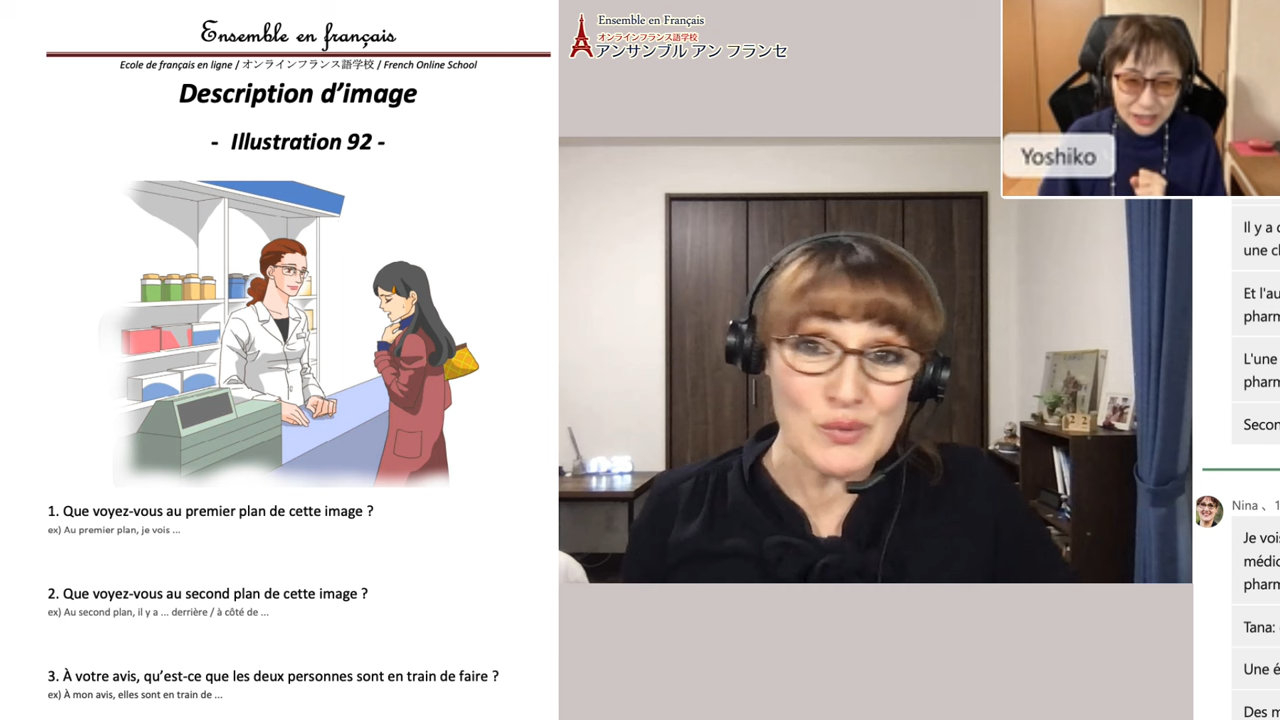 Ensemble en français
Ecole de français en ligne / オンラインフランス語学校 / French Online School
Description d'image
- Illustration 92 -
1. Que voyez-vous au premier plan de cette image ?
ex) Au premier plan, je vois ...
2. Que voyez-vous au second plan de cette image ?
ex) Au second plan, il y a ... derrière / à côté de ...
3. À votre avis, qu'est-ce que les deux personnes sont en train de faire ?
ex) À mon avis, elles sont en train de ...
Ensemble en Français
オンラインフランス語学校
アンサンブル アン フランセ
Yoshiko
22
Il y a
Et l'au
pharm
L'une
pharm
Secon
Nina 、 1
Je voi
médic
pharm
Tana:
Une é
Des m